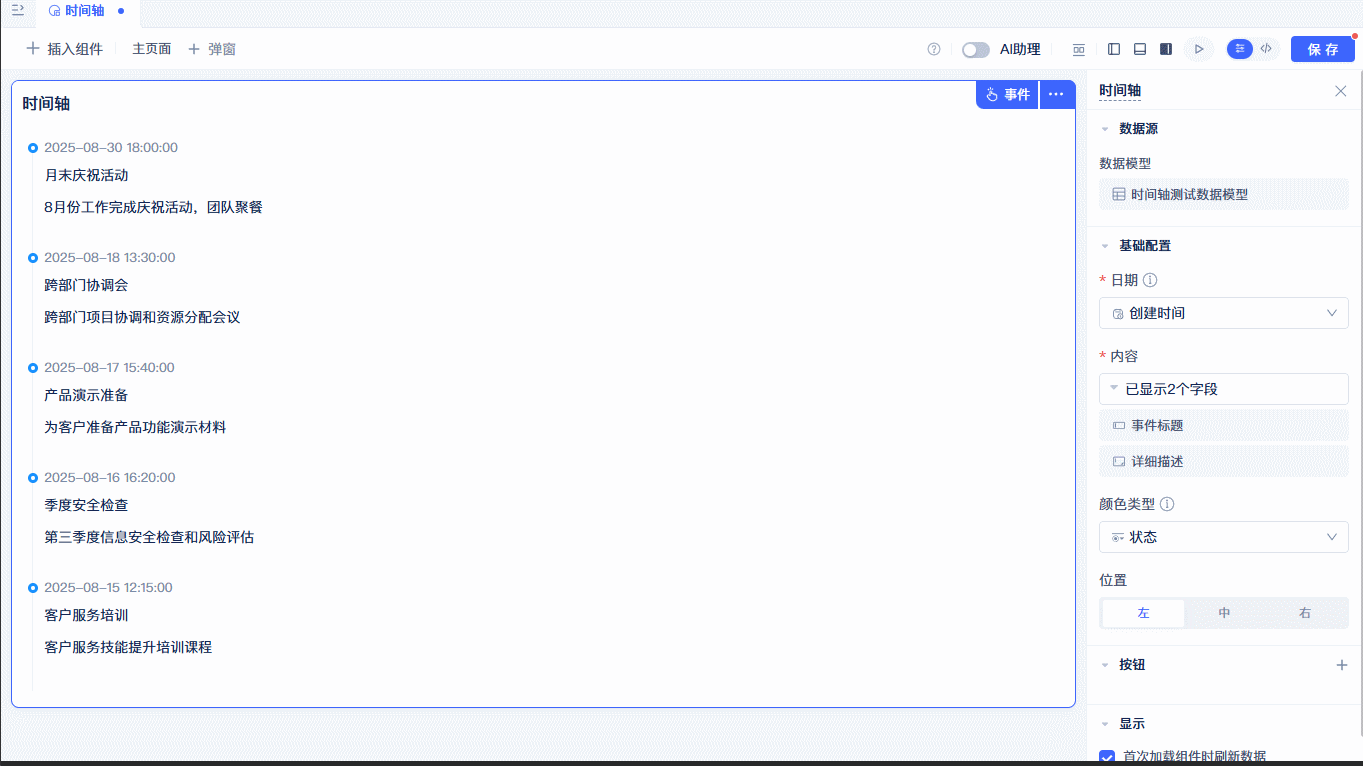 时间轴
插入组件
主页面
弹窗
AI助理
保存
时间轴
事件
2025-08-30 18:00:00
月末庆祝活动
8月份工作完成庆祝活动，团队聚餐
2025-08-18 13:30:00
跨部门协调会
跨部门项目协调和资源分配会议
2025-08-17 15:40:00
产品演示准备
为客户准备产品功能演示材料
2025-08-16 16:20:00
季度安全检查
第三季度信息安全检查和风险评估
2025-08-15 12:15:00
客户服务培训
客户服务技能提升培训课程
时间轴
数据源
数据模型
时间轴测试数据模型
基础配置
* 日期
创建时间
* 内容
已显示2个字段
事件标题
详细描述
颜色类型
状态
位置
左 中 右
按钮
显示
首次加载组件时刷新数据